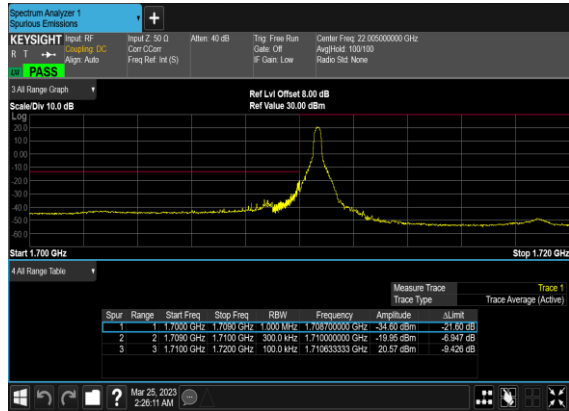 Spectrum Analyzer 1
Spurious Emissions
+
KEYSIGHT Input: RF Input Z: 50 Ω Atten: 40 dB Trig: Free Run Center Freq: 22.005000000 GHz
R T Coupling: DC Corr CCorr Gate: Off Avg|Hold: 100/100
Align: Auto Freq Ref: Int (S) IF Gain: Low Radio Std: None
PASS
3 All Range Graph
Ref Lvl Offset 8.00 dB
Scale/Div 10.0 dB Ref Value 30.00 dBm
Log
20.0
10.0
0.00
-10.0
-20.0
-30.0
-40.0
-50.0
-60.0
Start 1.700 GHz Stop 1.720 GHz
4 All Range Table
Measure Trace Trace 1
Trace Type Trace Average (Active)
Spur Range Start Freq Stop Freq RBW Frequency Amplitude ΔLimit
1 1 1.7000 GHz 1.7090 GHz 1.000 MHz 1.708700000 GHz -34.60 dBm -21.60 dB
2 2 1.7090 GHz 1.7100 GHz 300.0 kHz 1.710000000 GHz -19.95 dBm -6.947 dB
3 3 1.7100 GHz 1.7200 GHz 100.0 kHz 1.710633333 GHz 20.57 dBm -9.426 dB
? Mar 25, 2023
2:26:11 AM